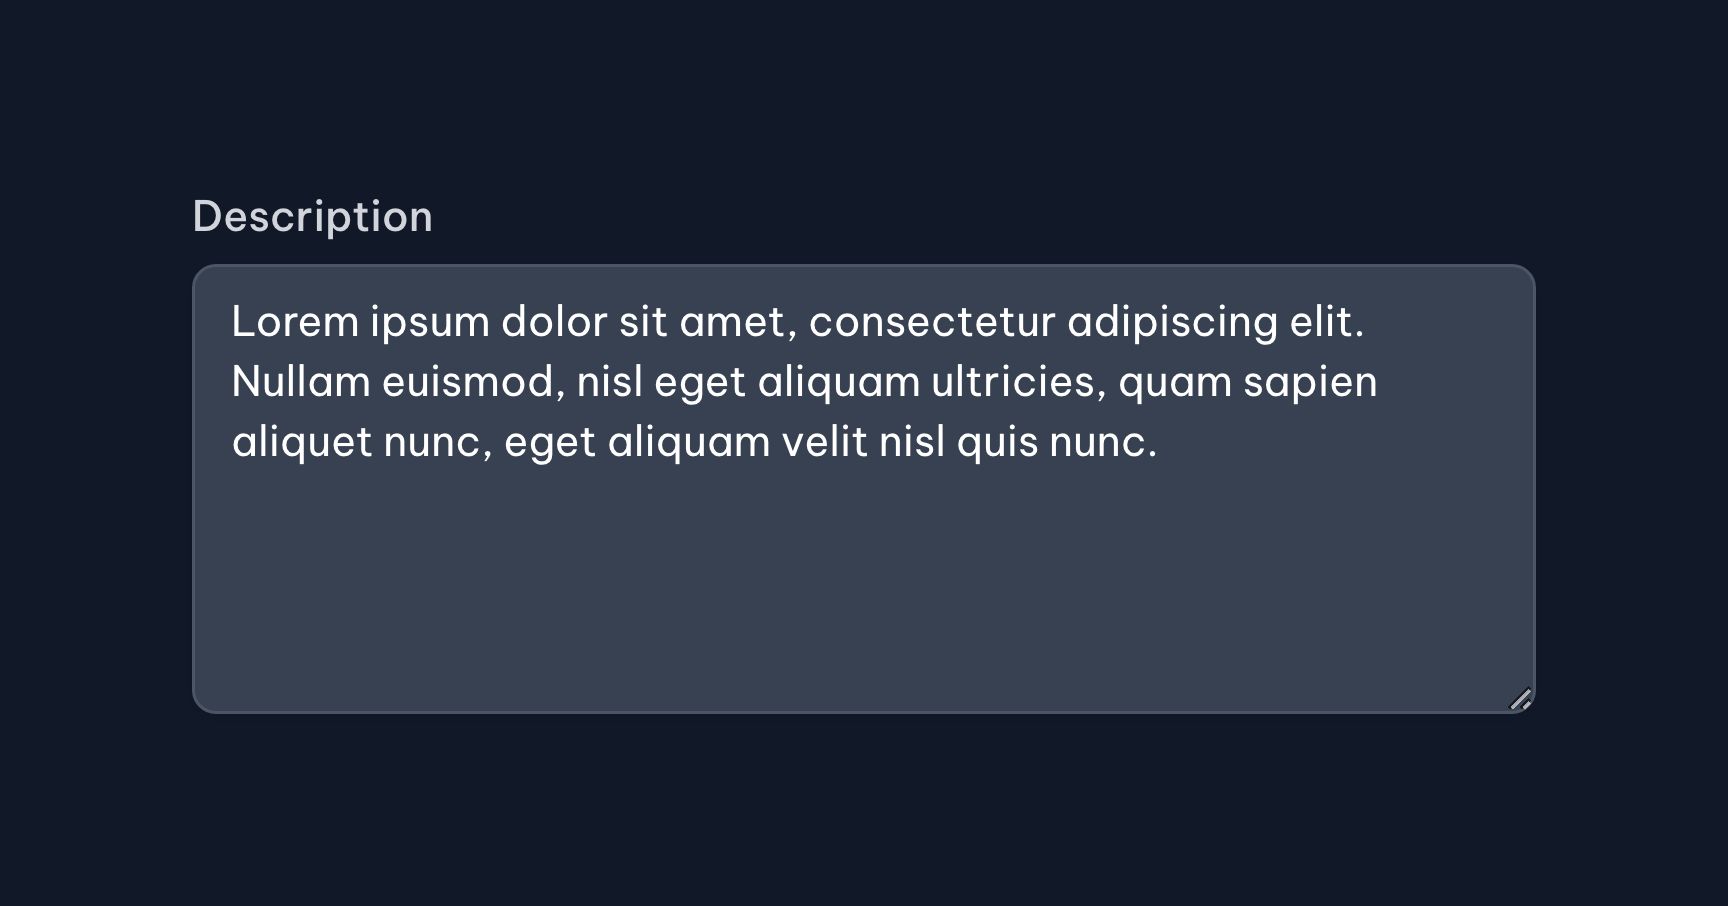 Description
Lorem ipsum dolor sit amet, consectetur adipiscing elit.
Nullam euismod, nisl eget aliquam ultricies, quam sapien
aliquet nunc, eget aliquam velit nisl quis nunc.